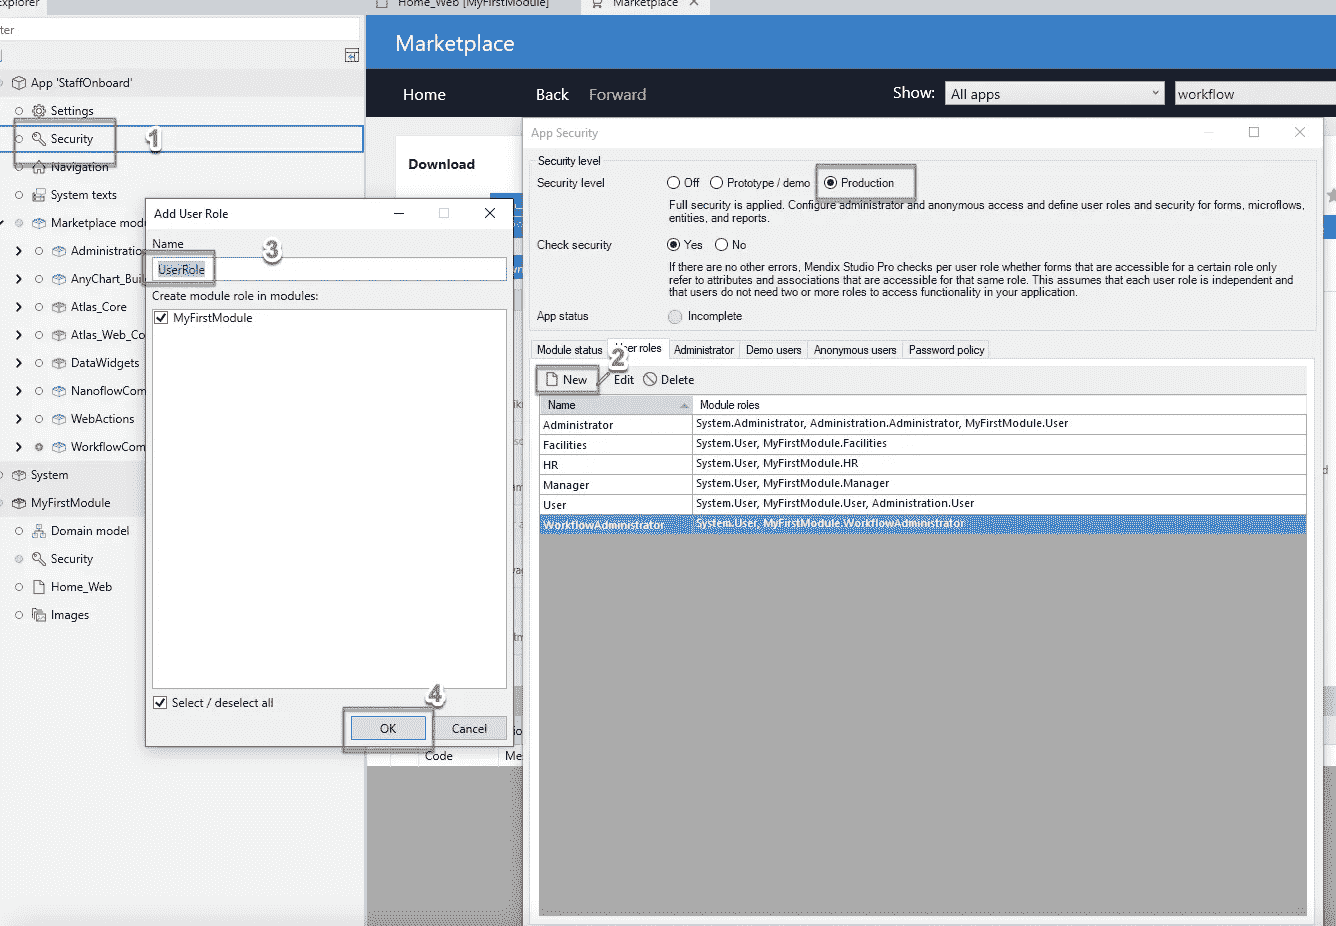 xplorer
Home_Web [MyFirstModule]
Marketplace
ter
Marketplace
App 'StaffOnboard'
Home
Back
Forward
Show:
All apps
workflow
Settings
Security
1
Navigation
System texts
Marketplace modu
Administratio
AnyChart_Buil
Atlas_Core
Atlas_Web_Co
DataWidgets
NanoflowCom
WebActions
WorkflowCom
System
MyFirstModule
Domain model
Security
Home_Web
Images
Download
Add User Role
Name
3
UserRole
Create module role in modules:
MyFirstModule
Select / deselect all
4
OK
Cancel
Code
Me
App Security
Security level
Security level
Off
Prototype / demo
Production
Full security is applied. Configure administrator and anonymous access and define user roles and security for forms, microflows,
entities, and reports.
Check security
Yes
No
If there are no other errors, Mendix Studio Pro checks per user role whether forms that are accessible for a certain role only
refer to attributes and associations that are accessible for that same role. This assumes that each user role is independent and
that users do not need two or more roles to access functionality in your application.
App status
Incomplete
Module status
User roles
Administrator
Demo users
Anonymous users
Password policy
2
New
Edit
Delete
Name
Module roles
Administrator
System.Administrator, Administration.Administrator, MyFirstModule.User
Facilities
System.User, MyFirstModule.Facilities
HR
System.User, MyFirstModule.HR
Manager
System.User, MyFirstModule.Manager
User
System.User, MyFirstModule.User, Administration.User
WorkflowAdministrator
System.User, MyFirstModule.WorkflowAdministrator